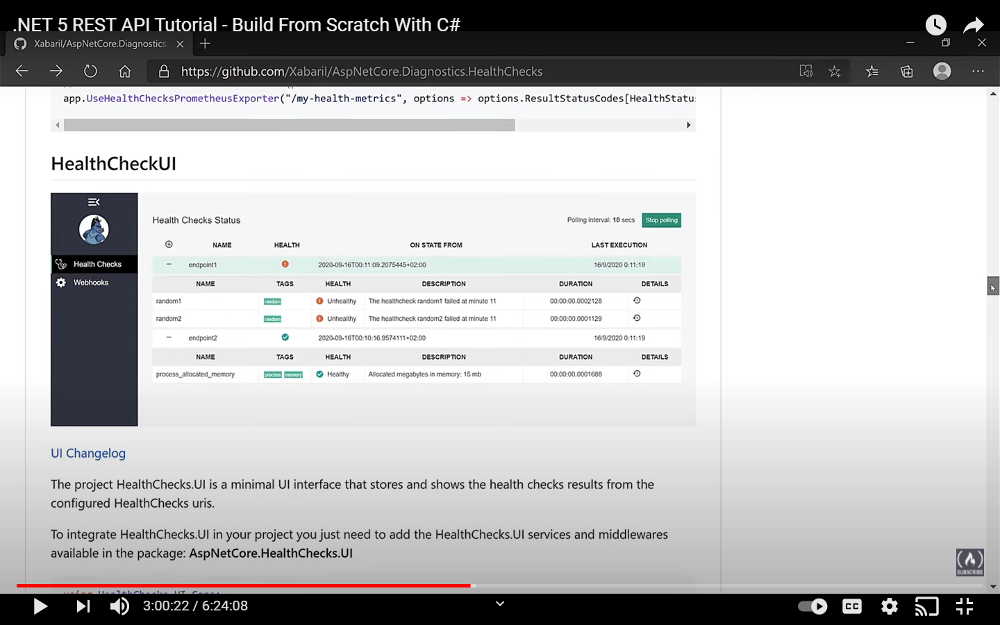 .NET 5 REST API Tutorial - Build From Scratch With C#
Xabaril/AspNetCore.Diagnostics.
https://github.com/Xabaril/AspNetCore.Diagnostics.HealthChecks
app.UseHealthChecksPrometheusExporter("/my-health-metrics", options => options.ResultStatusCodes[HealthStatu
HealthCheckUI
Health Checks Status
Polling interval: 10 secs Stop polling
NAME HEALTH ON STATE FROM LAST EXECUTION
Health Checks
endpoint1 2020-09-16T00:11:09.2075445+02:00 16/9/2020 0:11:19
Webhooks
NAME TAGS HEALTH DESCRIPTION DURATION DETAILS
random1 random Unhealthy The healthcheck random1 failed at minute 11 00:00:00.0002128
random2 random Unhealthy The healthcheck random2 failed at minute 11 00:00:00.0001129
endpoint2 2020-09-16T00:10:16.9574111+02:00 16/9/2020 0:11:19
NAME TAGS HEALTH DESCRIPTION DURATION DETAILS
process_allocated_memory process memory Healthy Allocated megabytes in memory: 15 mb 00:00:00.0001688
UI Changelog
The project HealthChecks.UI is a minimal UI interface that stores and shows the health checks results from the
configured HealthChecks uris.
To integrate HealthChecks.UI in your project you just need to add the HealthChecks.UI services and middlewares
available in the package: AspNetCore.HealthChecks.UI
SUBSCRIBE
3:00:22 / 6:24:08
CC